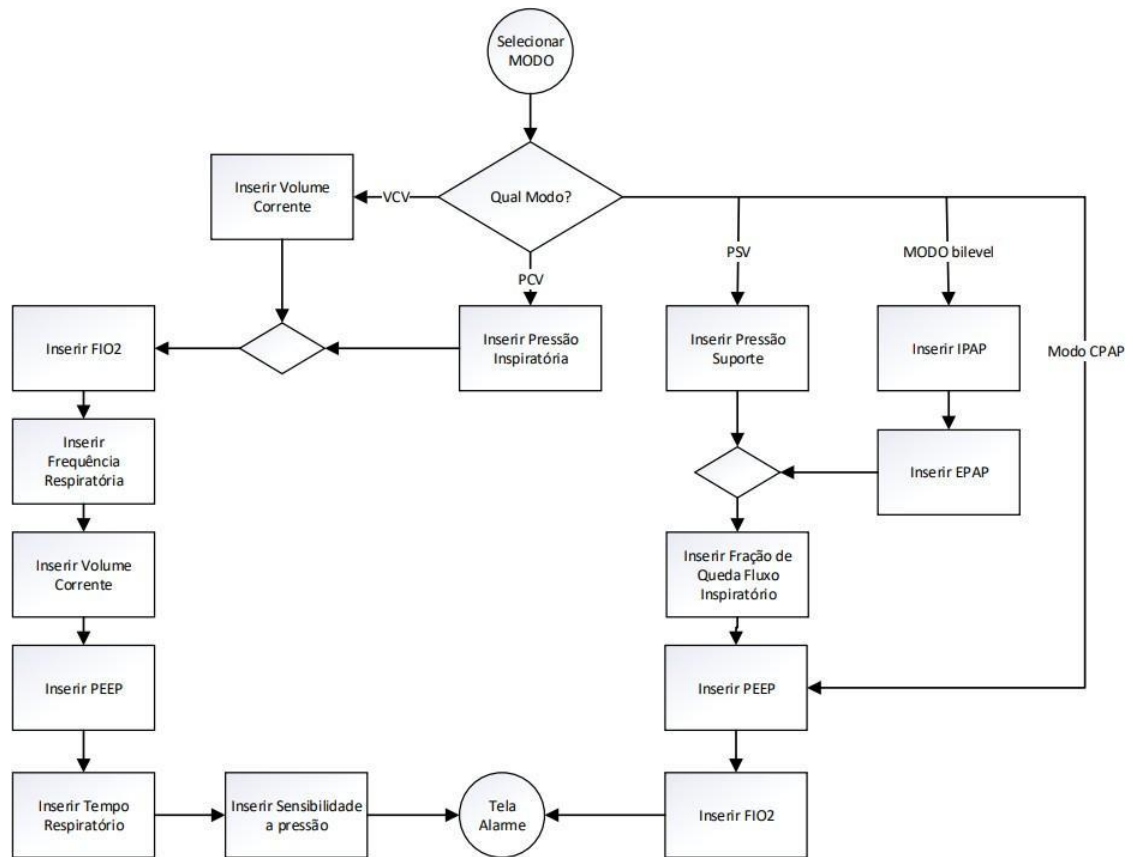 Selecionar
MODO
Inserir Volume
Corrente
VCV
Qual Modo?
PSV
MODO bilevel
PCV
Inserir FIO2
Inserir Pressão
Inspiratória
Inserir Pressão
Suporte
Inserir IPAP
Modo CPAP
Inserir
Frequência
Respiratória
Inserir EPAP
Inserir Volume
Corrente
Inserir Fração de
Queda Fluxo
Inspiratório
Inserir PEEP
Inserir PEEP
Inserir Tempo
Respiratório
Inserir Sensibilidade
a pressão
Tela
Alarme
Inserir FIO2